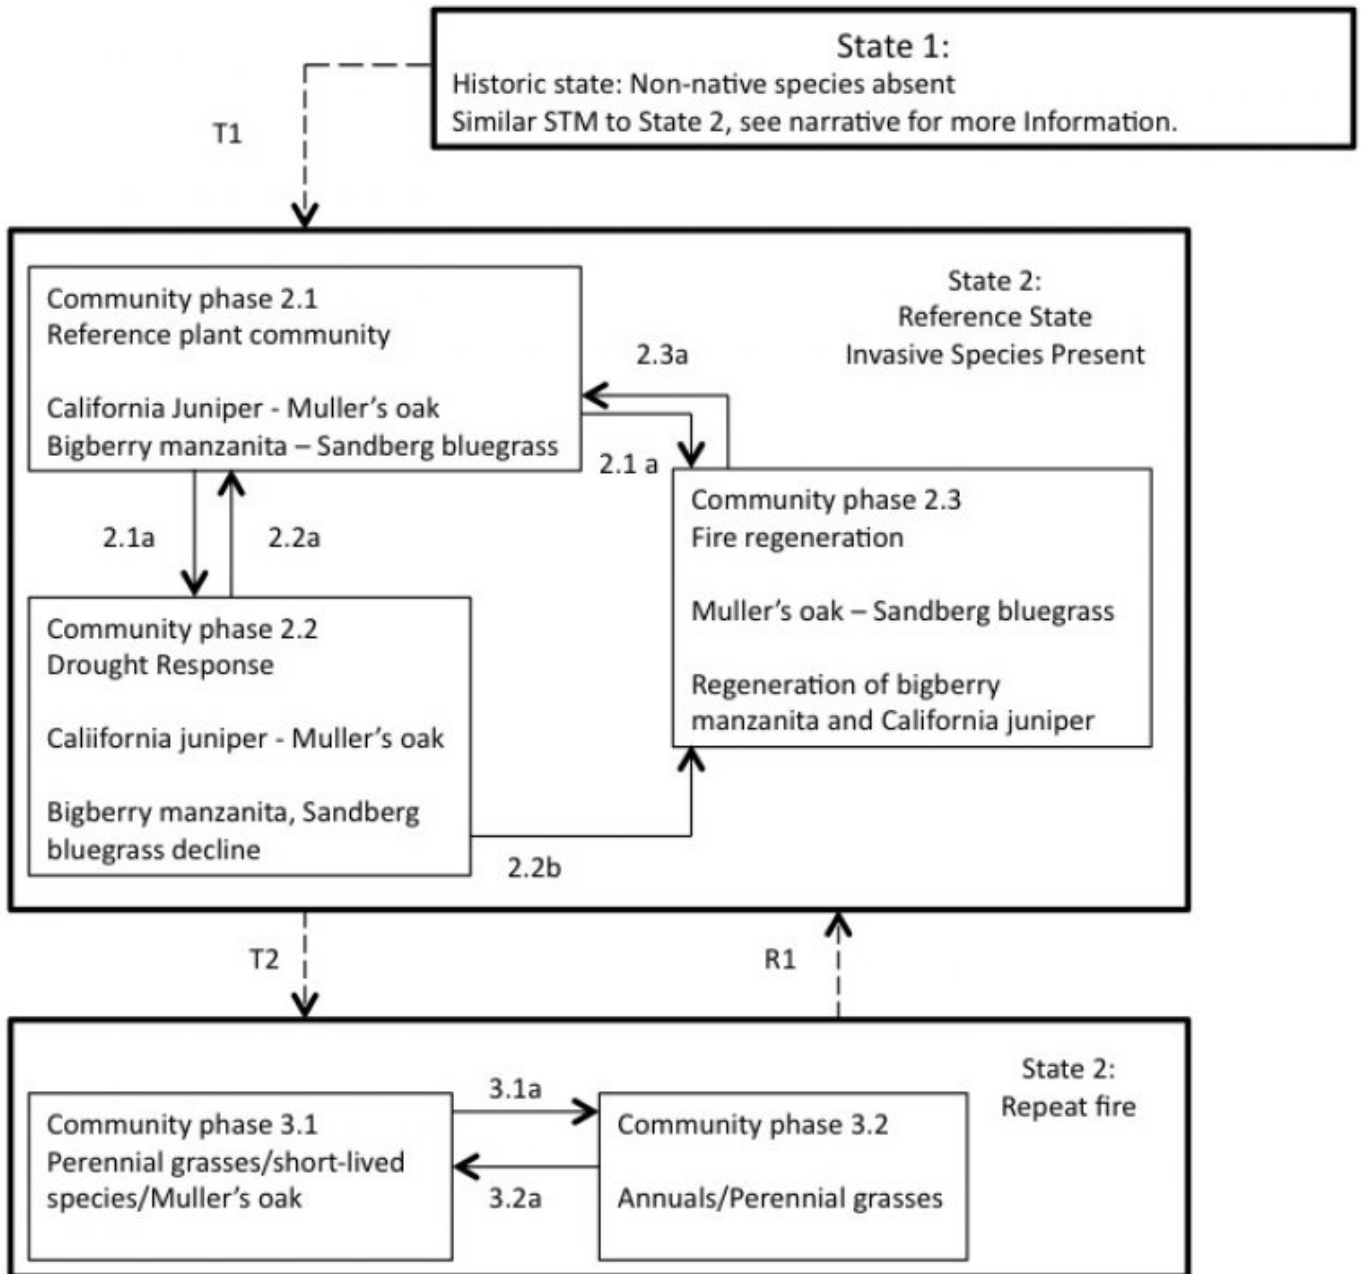 State 1:
Historic state: Non-native species absent
Similar STM to State 2, see narrative for more Information.
T1
State 2:
Reference State
Invasive Species Present
Community phase 2.1
Reference plant community
California Juniper - Muller's oak
Bigberry manzanita – Sandberg bluegrass
2.3a
2.1 a
2.1a
2.2a
Community phase 2.3
Fire regeneration
Muller's oak – Sandberg bluegrass
Regeneration of bigberry
manzanita and California juniper
Community phase 2.2
Drought Response
Caliifornia juniper - Muller's oak
Bigberry manzanita, Sandberg
bluegrass decline
2.2b
T2
R1
State 2:
Repeat fire
Community phase 3.1
Perennial grasses/short-lived
species/Muller's oak
3.1a
3.2a
Community phase 3.2
Annuals/Perennial grasses